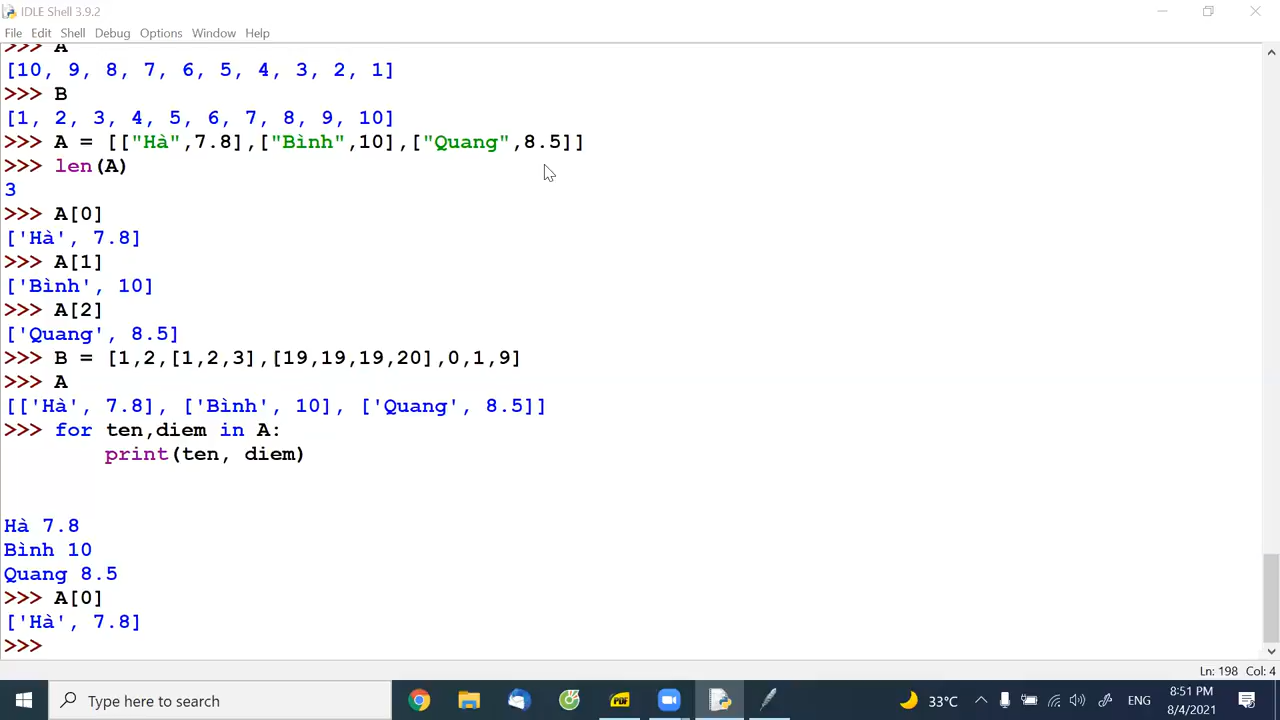 IDLE Shell 3.9.2
File Edit Shell Debug Options Window Help
>>> A
[10, 9, 8, 7, 6, 5, 4, 3, 2, 1]
>>> B
[1, 2, 3, 4, 5, 6, 7, 8, 9, 10]
>>> A = [["Hà",7.8],["Bình",10],["Quang",8.5]]
>>> len(A)
3
>>> A[0]
['Hà', 7.8]
>>> A[1]
['Bình', 10]
>>> A[2]
['Quang', 8.5]
>>> B = [1,2,[1,2,3],[19,19,19,20],0,1,9]
>>> A
[['Hà', 7.8], ['Bình', 10], ['Quang', 8.5]]
>>> for ten,diem in A:
print(ten, diem)
Hà 7.8
Bình 10
Quang 8.5
>>> A[0]
['Hà', 7.8]
>>>
Ln: 198 Col: 4
Type here to search
PDF
33°C
ENG
8:51 PM
8/4/2021